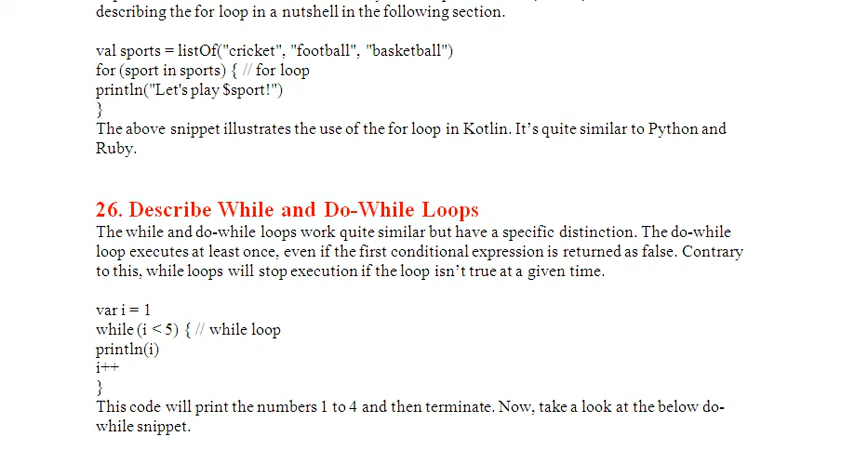 describing the for loop in a nutshell in the following section.
val sports = listOf("cricket", "football", "basketball")
for (sport in sports) { // for loop
println("Let's play $sport!")
}
The above snippet illustrates the use of the for loop in Kotlin. It’s quite similar to Python and
Ruby.
26. Describe While and Do-While Loops
The while and do-while loops work quite similar but have a specific distinction. The do-while
loop executes at least once, even if the first conditional expression is returned as false. Contrary
to this, while loops will stop execution if the loop isn’t true at a given time.
var i = 1
while (i < 5) { // while loop
println(i)
i++
}
This code will print the numbers 1 to 4 and then terminate. Now, take a look at the below do-
while snippet.